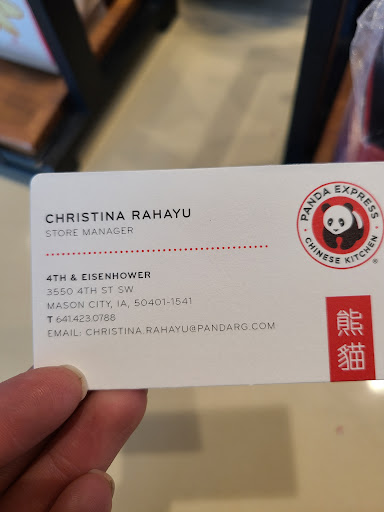 CHRISTINA RAHAYU
STORE MANAGER
4TH & EISENHOWER
3550 4TH ST SW
MASON CITY, IA, 50401-1541
T 641.423.0788
EMAIL: CHRISTINA.RAHAYU@PANDARG.COM
PANDA EXPRESS
CHINESE KITCHEN
®
熊
貓